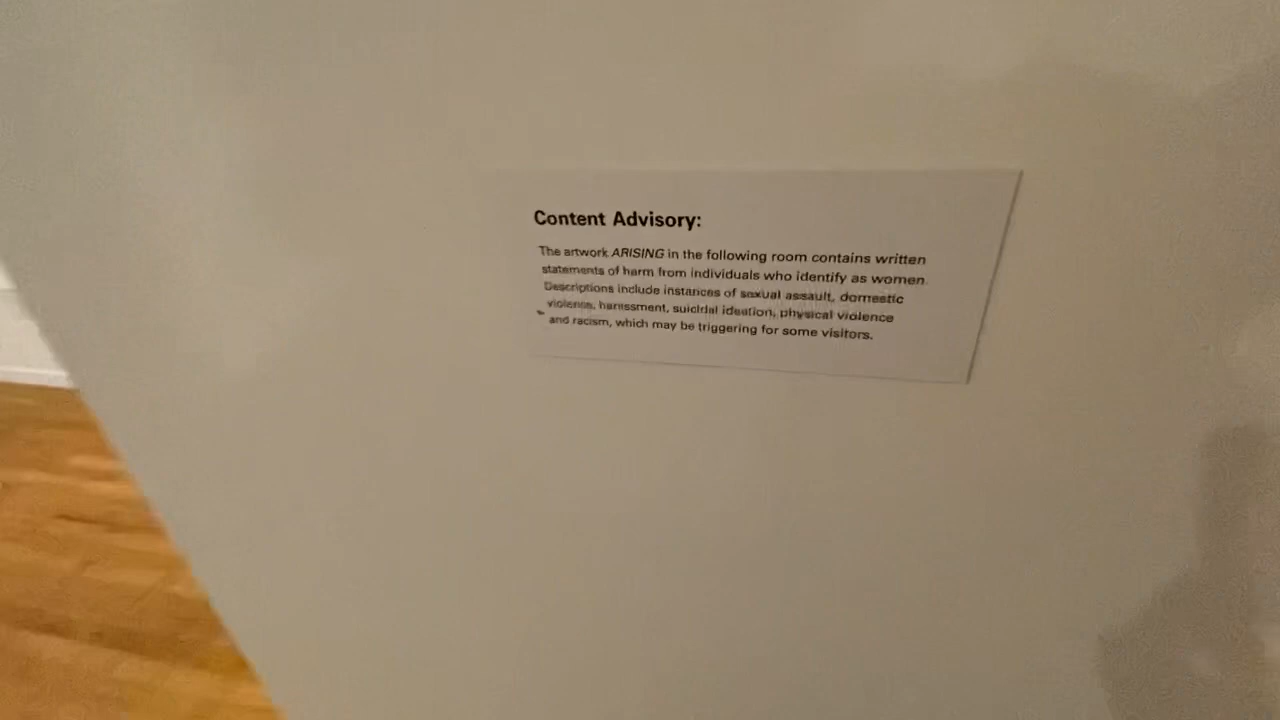 Content Advisory:
The artwork ARISING in the following room contains written
statements of harm from individuals who identify as women.
Descriptions include instances of sexual assault, domestic
violence, harassment, suicidal ideation, physical violence
and racism, which may be triggering for some visitors.